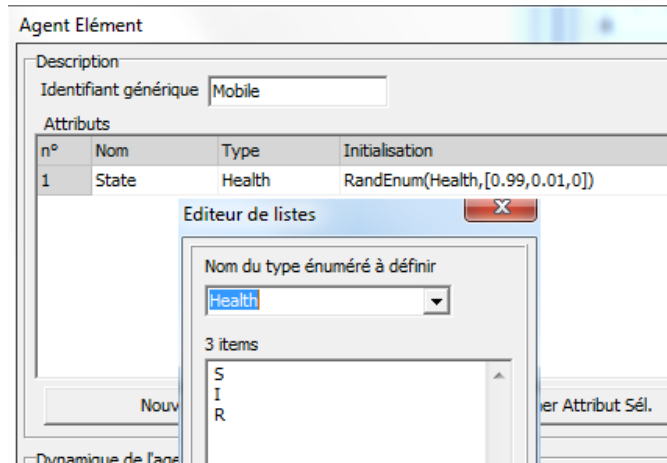 Agent Elément
Description
Identifiant générique Mobile
Attributs
n° Nom Type Initialisation
1 State Health RandEnum(Health,[0.99,0.01,0])
Editeur de listes
Nom du type énuméré à définir
Health
3 items
S
I
R
Attribut Sél.